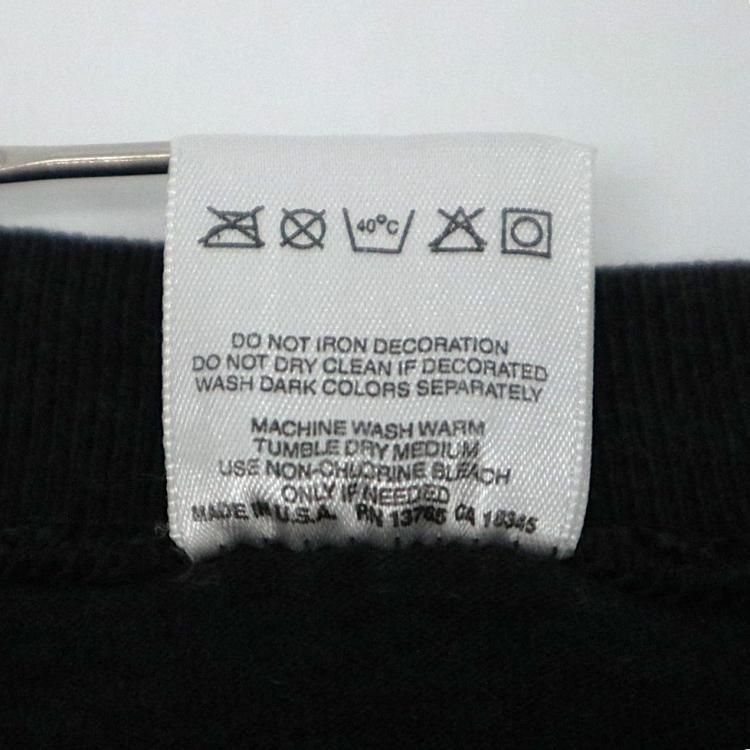 40°C
DO NOT IRON DECORATION
DO NOT DRY CLEAN IF DECORATED
WASH DARK COLORS SEPARATELY
MACHINE WASH WARM
TUMBLE DRY MEDIUM
USE NON-CHLORINE BLEACH
ONLY IF NEEDED
MADE IN U.S.A. RN 13765 CA 15345